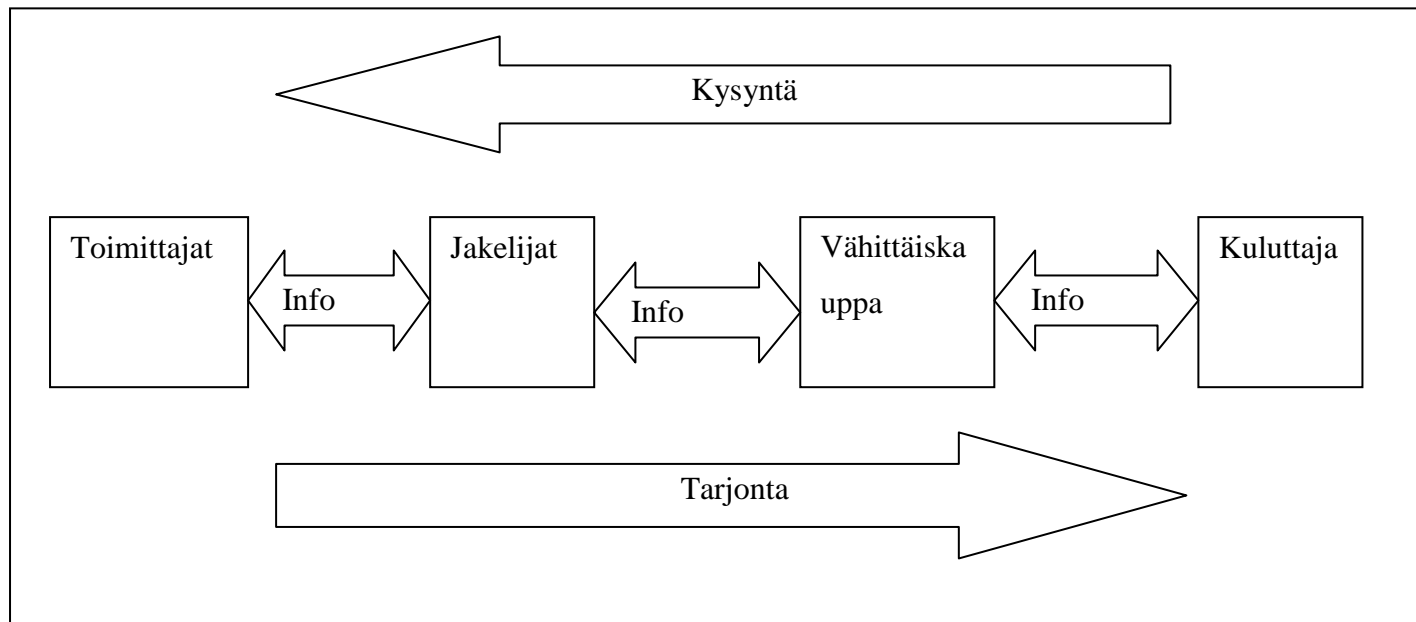 Kysyntä
Toimittajat
Info
Jakelijat
Info
Vähittäiska
uppa
Info
Kuluttaja
Tarjonta